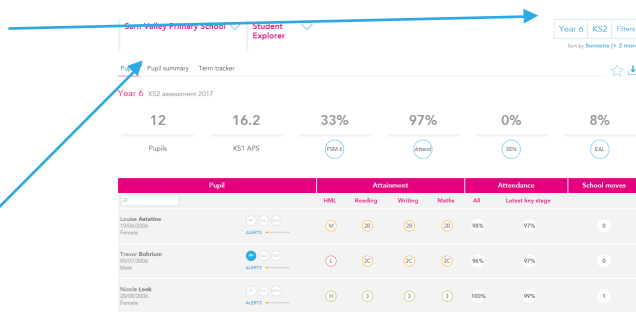 Sam Valley Primary School Student
Explorer
Year 6 KS2 Filters
Sort by Surname (+ 2 more
Pupil Pupil summary Term tracker
Year 6 KS2 assessment 2017
12 16.2 33% 97% 0% 8%
Pupils KS1 APS FSM 6 Attend SEN EAL
Pupil Attainment Attendance School moves
HML Reading Writing Maths All Latest key stage
Louise Astatine
19/06/2006
Female
ALERTS
M 2B 2B 2B 98% 97% 0
Trevor Bohrium
05/07/2006
Male
ALERTS
L 2C 2C 2C 96% 97% 0
Nicole Leek
28/08/2006
Female
ALERTS
H 3 3 3 100% 99% 1